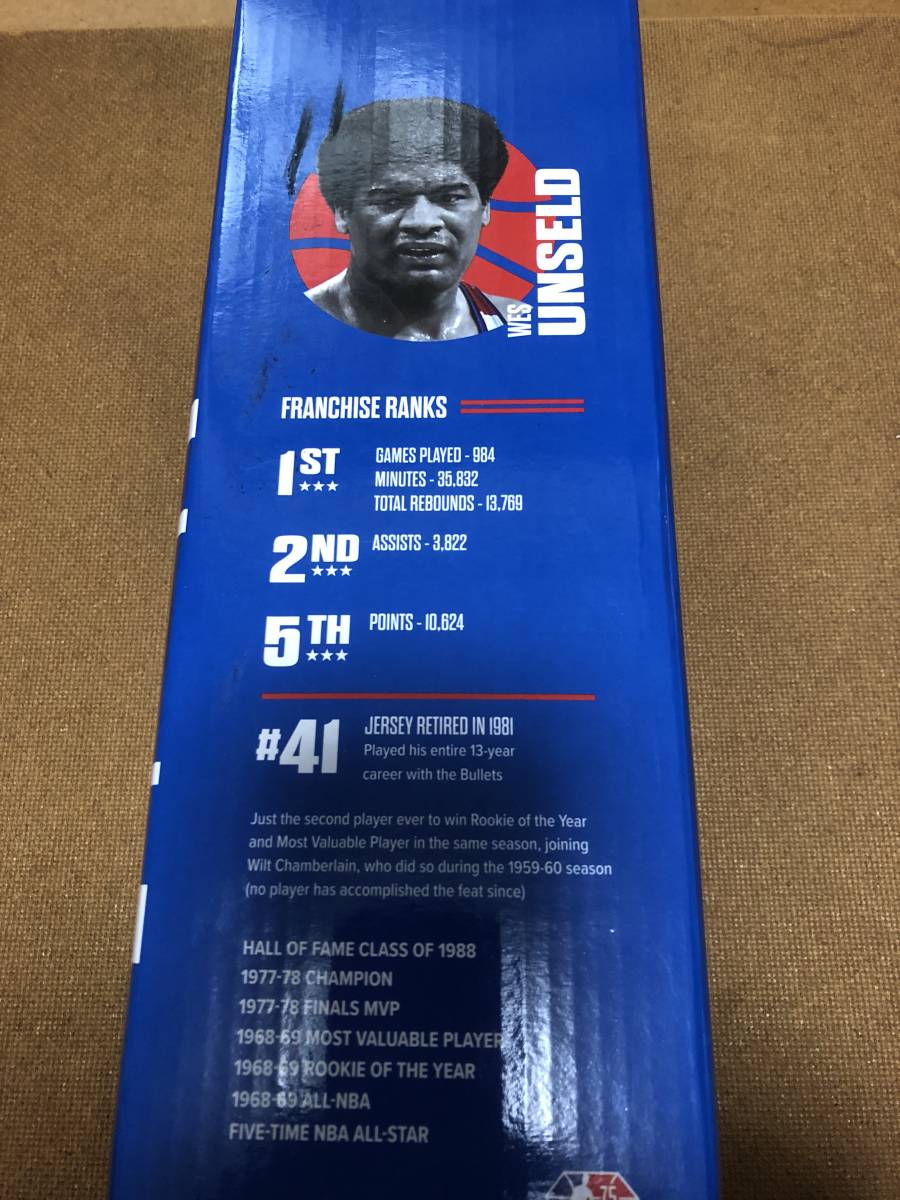 WES
UNSELD
FRANCHISE RANKS
1ST
GAMES PLAYED - 984
MINUTES - 35,832
TOTAL REBOUNDS - 13,769
2ND
ASSISTS - 3,822
5TH
POINTS - 10,624
#41
JERSEY RETIRED IN 1981
Played his entire 13-year
career with the Bullets
Just the second player ever to win Rookie of the Year
and Most Valuable Player in the same season, joining
Wilt Chamberlain, who did so during the 1959-60 season
(no player has accomplished the feat since)
HALL OF FAME CLASS OF 1988
1977-78 CHAMPION
1977-78 FINALS MVP
1968-69 MOST VALUABLE PLAYER
1968-69 ROOKIE OF THE YEAR
1968-69 ALL-NBA
FIVE-TIME NBA ALL-STAR
75